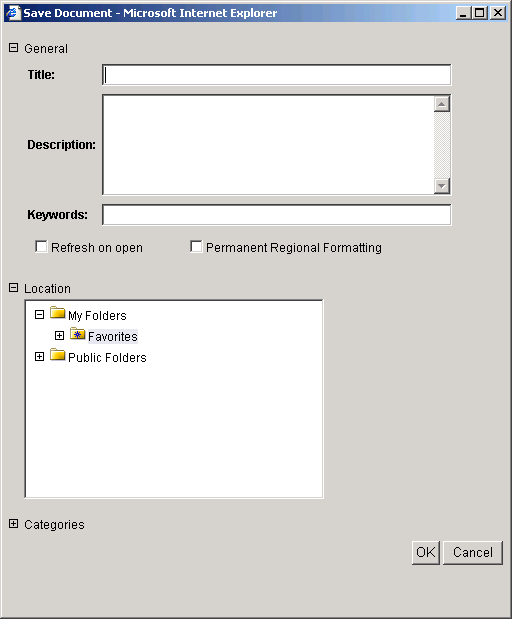 Save Document - Microsoft Internet Explorer
General
Title:
Description:
Keywords:
Refresh on open Permanent Regional Formatting
Location
My Folders
Favorites
Public Folders
Categories
OK Cancel